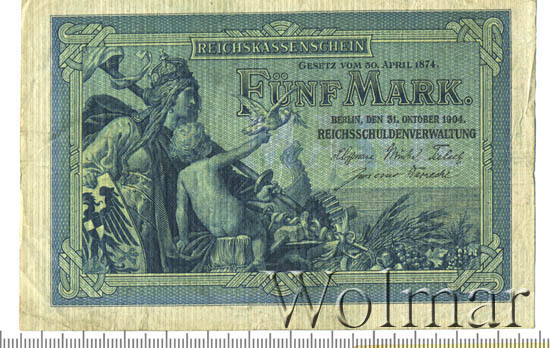 REICHSKASSENSCHEIN
GESETZ VOM 30. APRIL 1874.
FÜNF MARK.
BERLIN, DEN 31. OKTOBER 1904.
REICHSSCHULDENVERWALTUNG
Wolmar